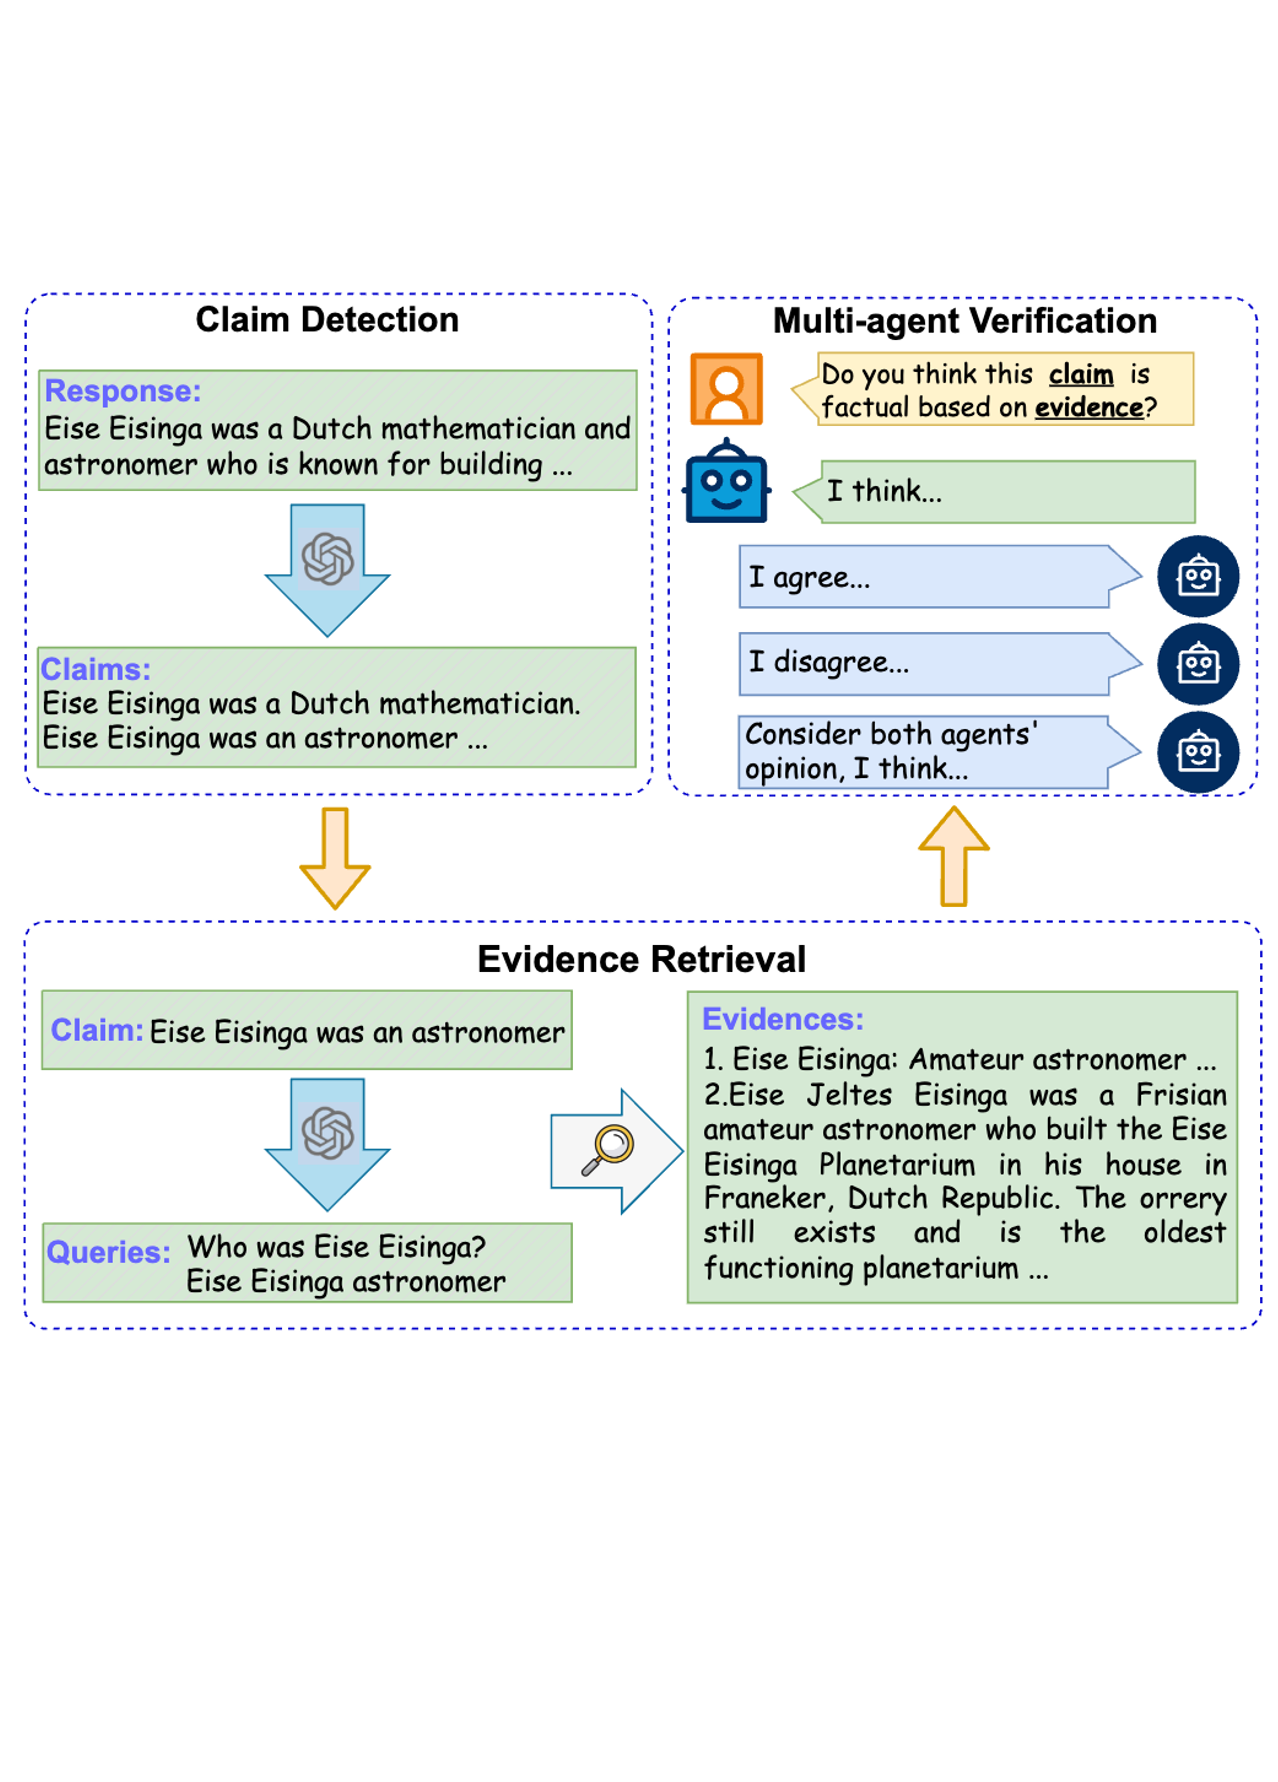 Claim Detection
Response:
Eise Eisinga was a Dutch mathematician and
astronomer who is known for building ...
Claims:
Eise Eisinga was a Dutch mathematician.
Eise Eisinga was an astronomer ...
Multi-agent Verification
Do you think this claim is
factual based on evidence?
I think...
I agree...
I disagree...
Consider both agents'
opinion, I think...
Evidence Retrieval
Claim: Eise Eisinga was an astronomer
Queries: Who was Eise Eisinga?
Eise Eisinga astronomer
Evidences:
1. Eise Eisinga: Amateur astronomer ...
2.Eise Jeltes Eisinga was a Frisian
amateur astronomer who built the Eise
Eisinga Planetarium in his house in
Franeker, Dutch Republic. The orrery
still exists and is the oldest
functioning planetarium ...